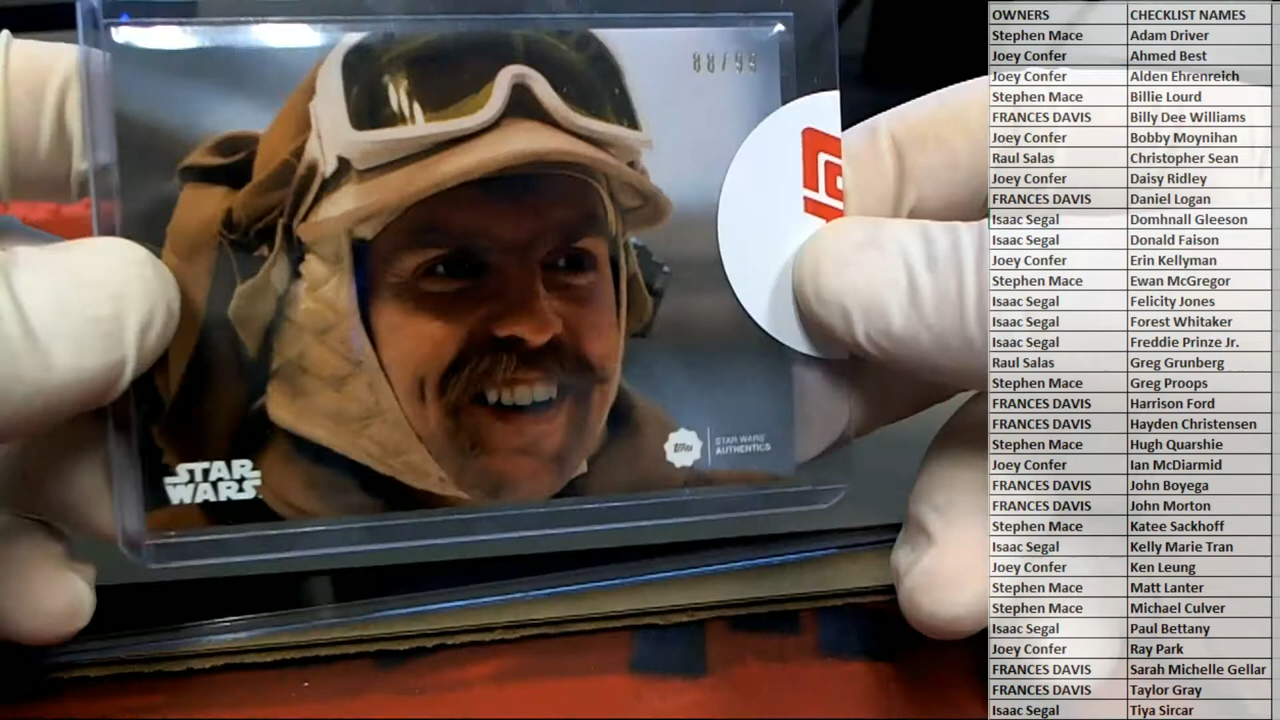 88/99
STAR
WARS
Topps
STAR WARS
AUTHENTICS
OWNERS CHECKLIST NAMES
Stephen Mace Adam Driver
Joey Confer Ahmed Best
Joey Confer Alden Ehrenreich
Stephen Mace Billie Lourd
FRANCES DAVIS Billy Dee Williams
Joey Confer Bobby Moynihan
Raul Salas Christopher Sean
Joey Confer Daisy Ridley
FRANCES DAVIS Daniel Logan
Isaac Segal Domhnall Gleeson
Isaac Segal Donald Faison
Joey Confer Erin Kellyman
Stephen Mace Ewan McGregor
Isaac Segal Felicity Jones
Isaac Segal Forest Whitaker
Isaac Segal Freddie Prinze Jr.
Raul Salas Greg Grunberg
Stephen Mace Greg Proops
FRANCES DAVIS Harrison Ford
FRANCES DAVIS Hayden Christensen
Stephen Mace Hugh Quarshie
Joey Confer Ian McDiarmid
FRANCES DAVIS John Boyega
FRANCES DAVIS John Morton
Stephen Mace Katee Sackhoff
Isaac Segal Kelly Marie Tran
Joey Confer Ken Leung
Stephen Mace Matt Lanter
Stephen Mace Michael Culver
Isaac Segal Paul Bettany
Joey Confer Ray Park
FRANCES DAVIS Sarah Michelle Gellar
FRANCES DAVIS Taylor Gray
Isaac Segal Tiya Sircar